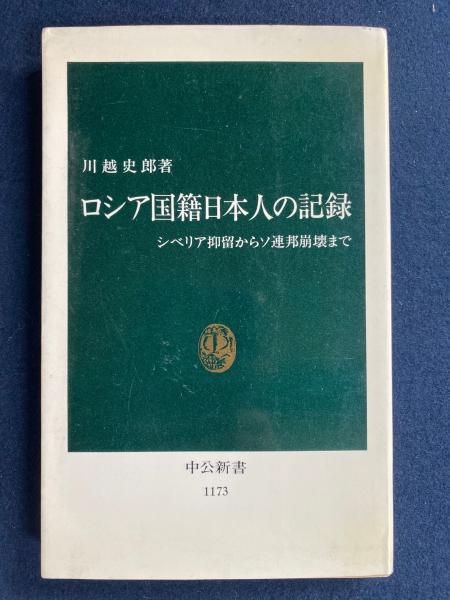 川越史郎著
ロシア国籍日本人の記録
シベリア抑留からソ連邦崩壊まで
中公新書
1173